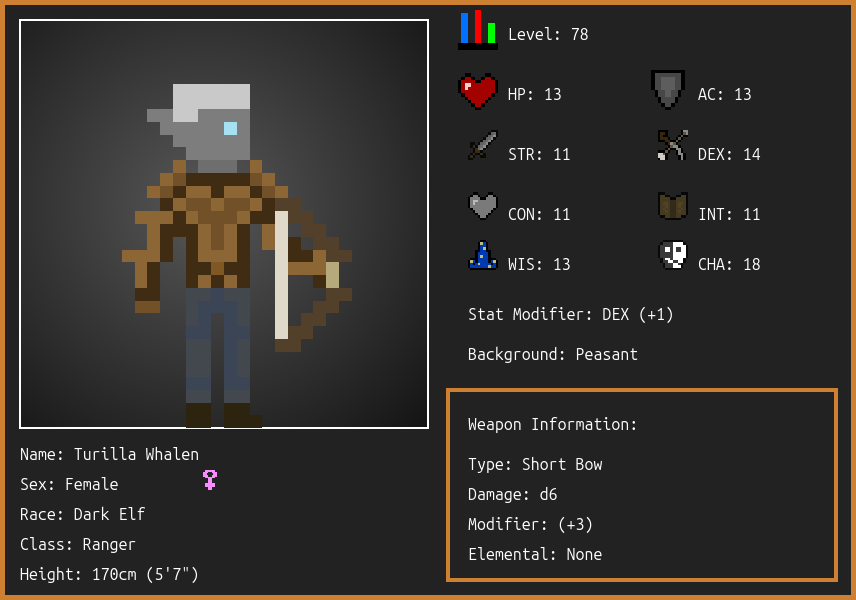 Level: 78
HP: 13
AC: 13
STR: 11
DEX: 14
CON: 11
INT: 11
WIS: 13
CHA: 18
Stat Modifier: DEX (+1)
Background: Peasant
Weapon Information:
Type: Short Bow
Damage: d6
Modifier: (+3)
Elemental: None
Name: Turilla Whalen
Sex: Female
Race: Dark Elf
Class: Ranger
Height: 170cm (5'7")